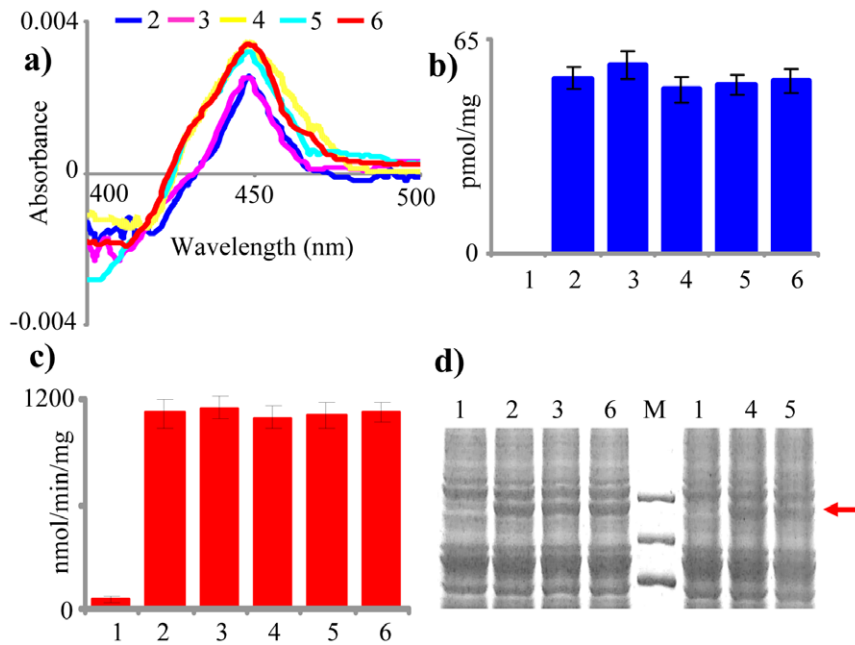 0.004
2 3 4 5 6
a)
Absorbance
0
400 450 500
Wavelength (nm)
-0.004
b)
65
pmol/mg
0
1 2 3 4 5 6
c)
1200
nmol/min/mg
0
1 2 3 4 5 6
d)
1 2 3 6 M 1 4 5